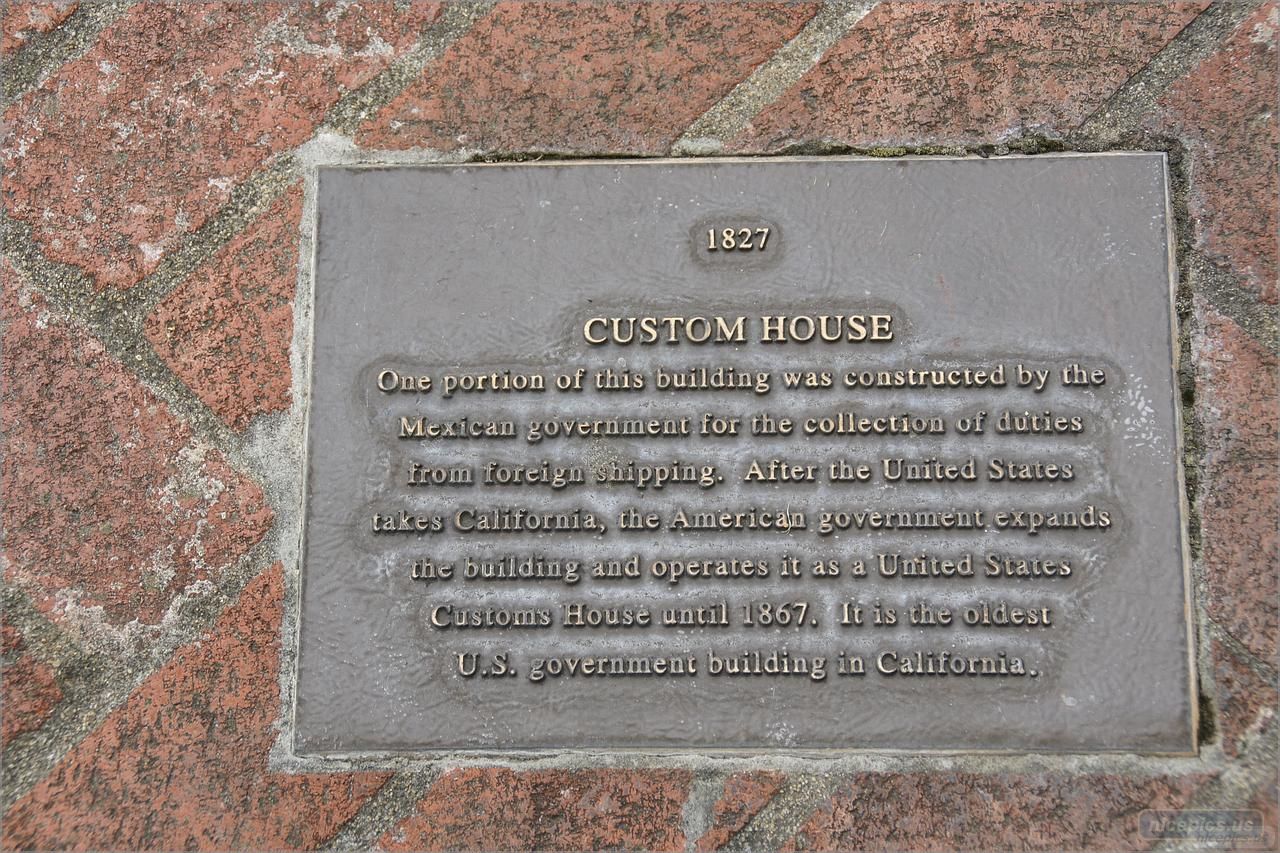 1827
CUSTOM HOUSE
One portion of this building was constructed by the
Mexican government for the collection of duties
from foreign shipping. After the United States
takes California, the American government expands
the building and operates it as a United States
Customs House until 1867. It is the oldest
U.S. government building in California.
nicepics.us